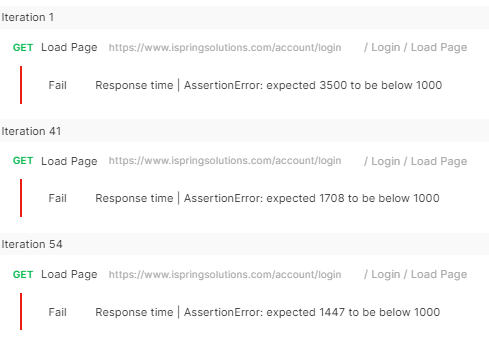 Iteration 1
GET Load Page https://www.ispringsolutions.com/account/login / Login / Load Page
Fail Response time | AssertionError: expected 3500 to be below 1000
Iteration 41
GET Load Page https://www.ispringsolutions.com/account/login / Login / Load Page
Fail Response time | AssertionError: expected 1708 to be below 1000
Iteration 54
GET Load Page https://www.ispringsolutions.com/account/login / Login / Load Page
Fail Response time | AssertionError: expected 1447 to be below 1000